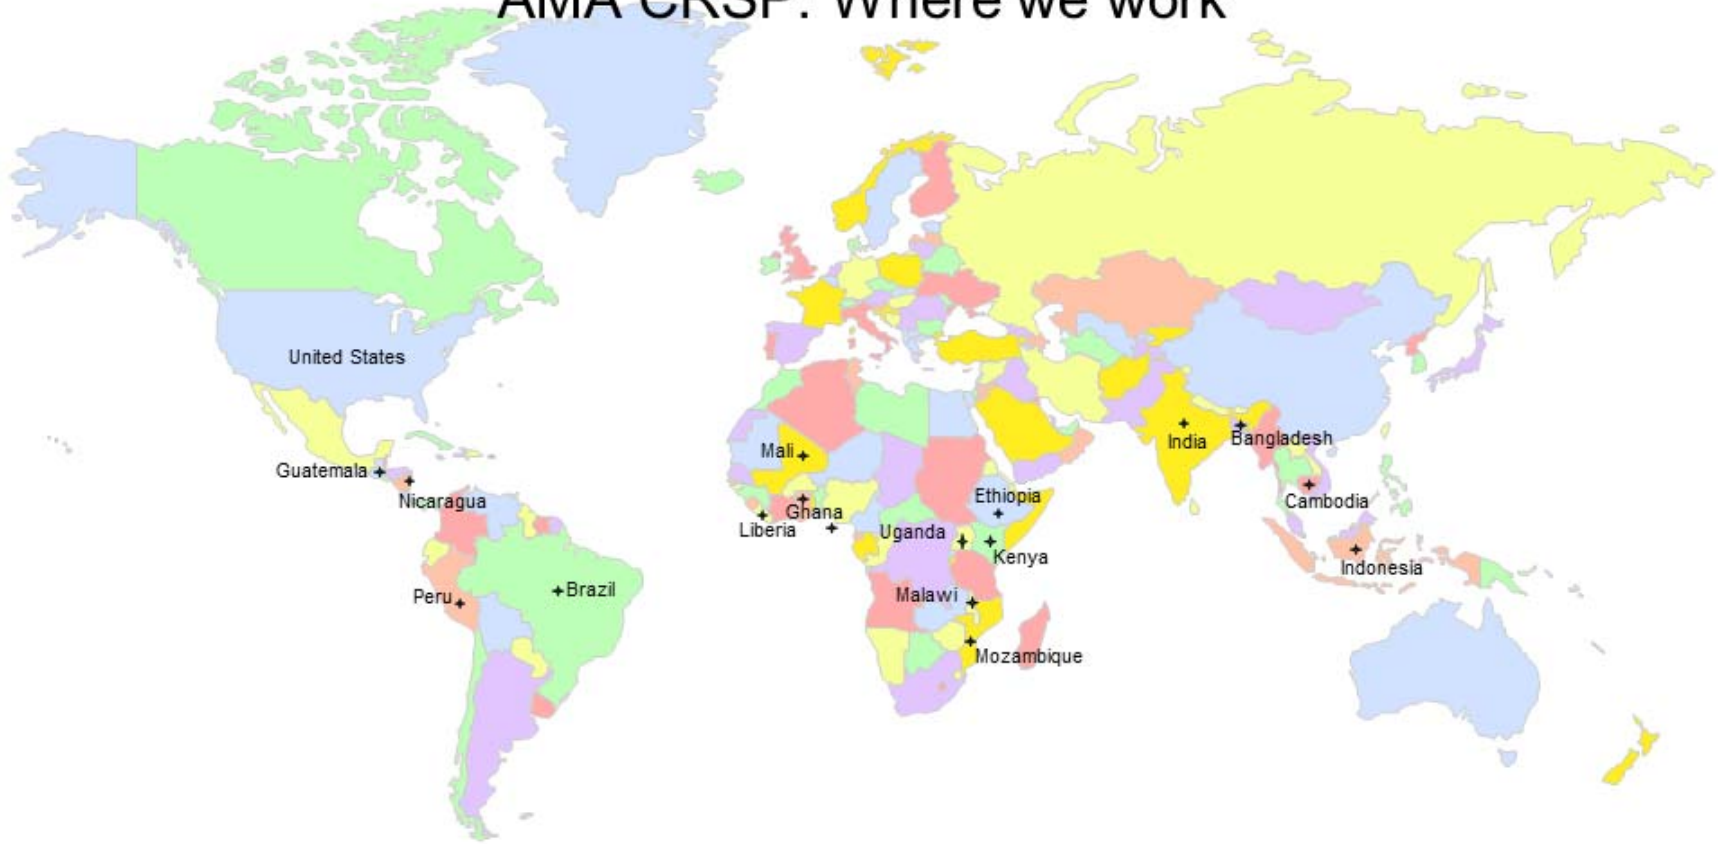 AMA CRSP: Where we work
United States
Guatemala
Nicaragua
Peru
Brazil
Mali
Liberia
Ghana
Ethiopia
Uganda
Kenya
Malawi
Mozambique
India
Bangladesh
Cambodia
Indonesia